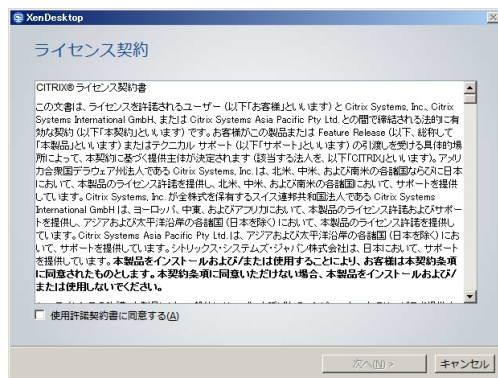 XenDesktop
ライセンス契約
CITRIX® ライセンス契約書
この文書は、ライセンスを許諾されるユーザー (以下「お客様」といいます) と Citrix Systems, Inc.、Citrix
Systems International GmbH、または Citrix Systems Asia Pacific Pty Ltd. との間で締結される法的に有
効な契約 (以下「本契約」といいます) です。お客様がこの製品または Feature Release (以下、総称して
「本製品」といいます) またはテクニカル サポート (以下「サポート」といいます) の引渡しを受ける具体的場
所によって、本契約に基づく提供主体が決定されます (該当する法人を、以下「CITRIX」といいます)。アメリ
カ合衆国デラウェア州法人である Citrix Systems, Inc. は、北米、中米、および南米の各諸国ならびに日本
において、本製品のライセンス許諾を提供し、北米、中米、および南米の各諸国において、サポートを提供
しています。Citrix Systems, Inc. が全株式を保有するスイス連邦共和国法人である Citrix Systems
International GmbH は、ヨーロッパ、中東、およびアフリカにおいて、本製品のライセンス許諾およびサポー
トを提供し、アジアおよび太平洋沿岸の各諸国 (日本を除く) において、本製品のライセンス許諾を提供し
ています。Citrix Systems Asia Pacific Pty Ltd. は、アジアおよび太平洋沿岸の各諸国 (日本を除く) にお
いて、サポートを提供しています。シトリックス・システムズ・ジャパン株式会社は、日本において、サポート
を提供しています。本製品をインストールおよび/または使用することにより、お客様は本契約条項
に同意されたものとします。本契約条項に同意いただけない場合、本製品をインストールおよび/
または使用しないでください。
使用許諾契約書に同意する(A)
次へ(N) >
キャンセル